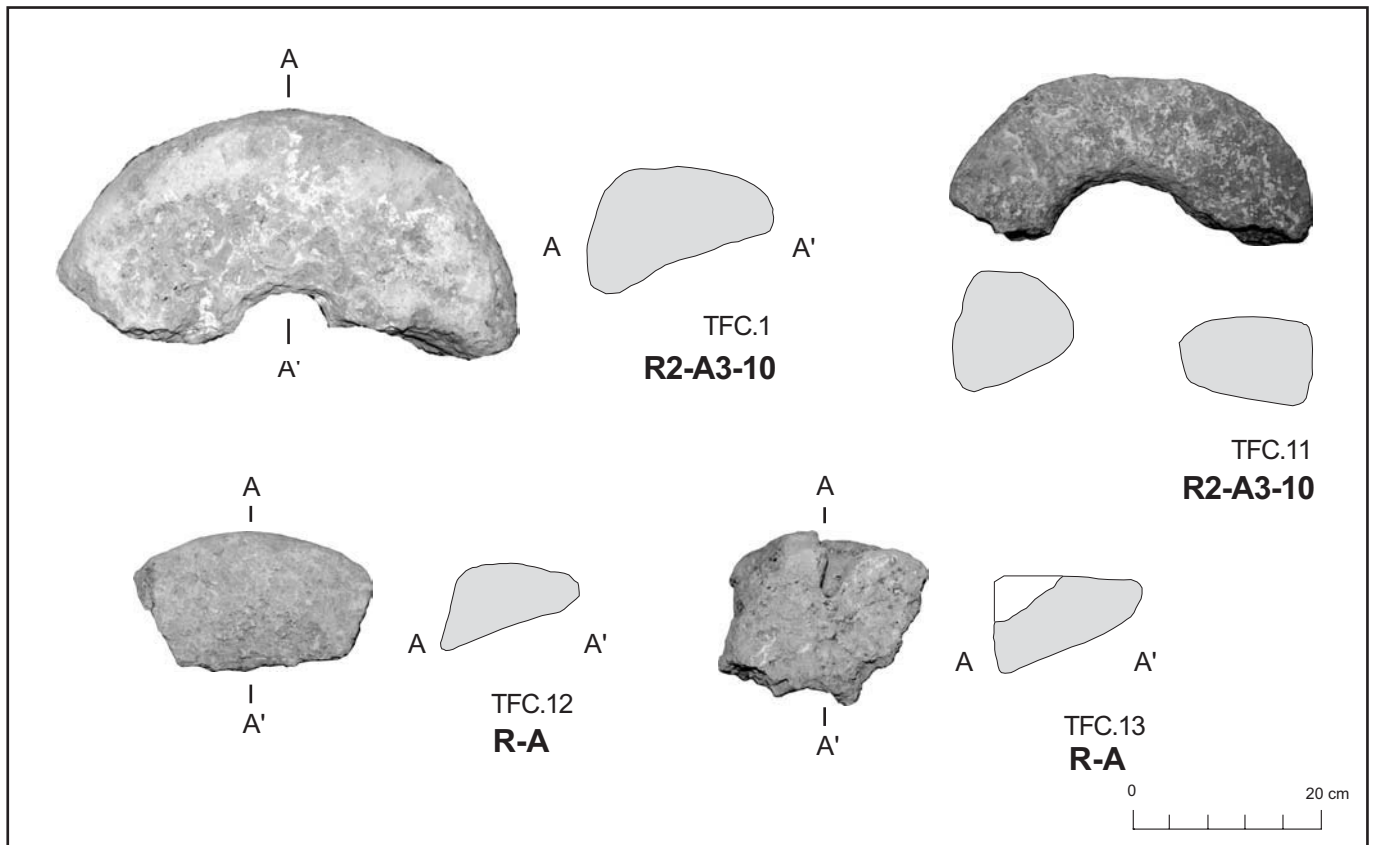 A
A'
A
A'
TFC.1
R2-A3-10
TFC.11
R2-A3-10
A
A'
A
A'
TFC.12
R-A
A
A'
A
A'
TFC.13
R-A
0 20 cm